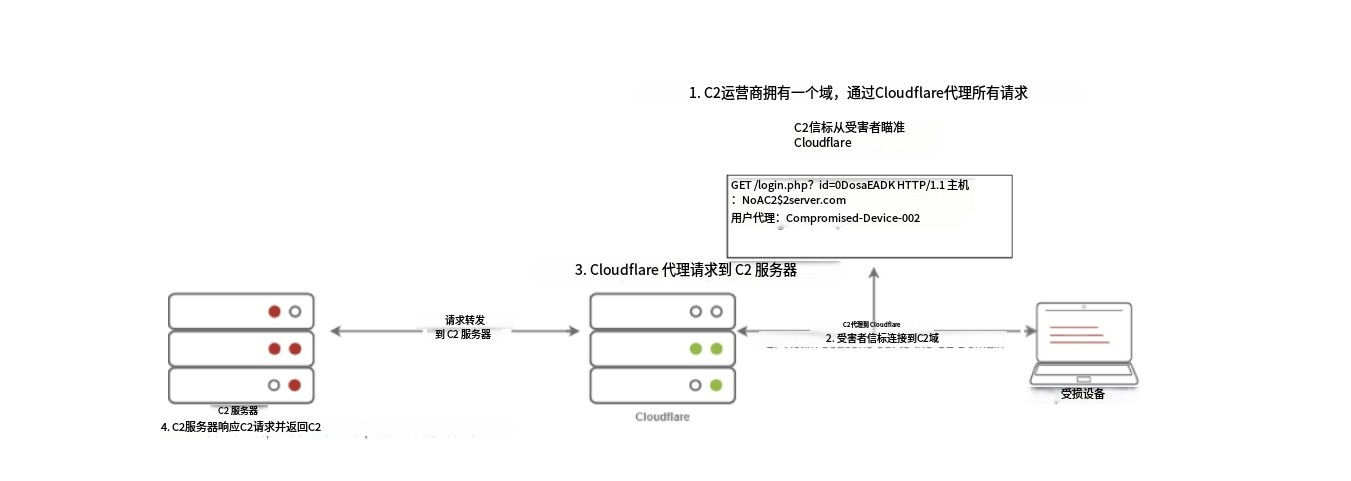 1. C2运营商拥有一个域，通过Cloudflare代理所有请求
C2信标从受害者瞄准
Cloudflare
GET /login.php？id=0DosaEADK HTTP/1.1 主机
：NoAC2$2server.com
用户代理：Compromised-Device-002
3. Cloudflare 代理请求到 C2 服务器
请求转发
到 C2 服务器
C2代理到Cloudflare
2. 受害者信标连接到C2域
受损设备
C2 服务器
Cloudflare
4. C2服务器响应C2请求并返回C2